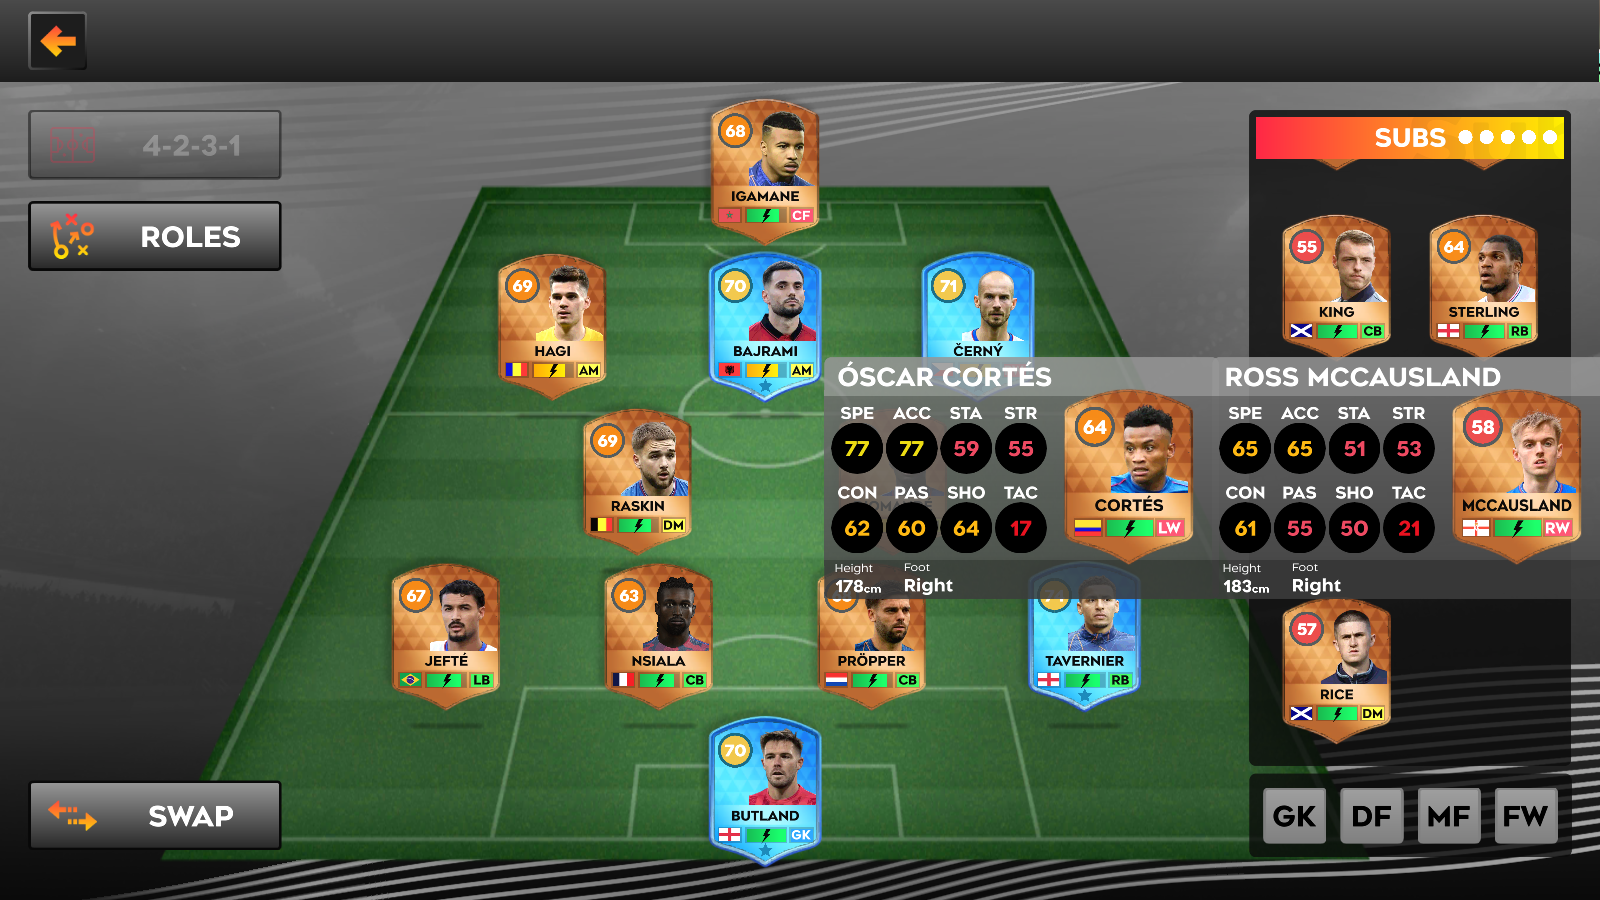 4-2-3-1
ROLES
SWAP
68
IGAMANE
CF
69
HAGI
AM
70
BAJRAMI
AM
71
ČERNÝ
69
RASKIN
DM
67
JEFTÉ
LB
63
NSIALA
CB
PRÖPPER
CB
TAVERNIER
RB
70
BUTLAND
GK
SUBS
55
KING
CB
64
STERLING
RB
ÓSCAR CORTÉS
SPE ACC STA STR
77 77 59 55
CON PAS SHO TAC
62 60 64 17
Height Foot
178cm Right
64
CORTÉS
LW
ROSS MCCAUSLAND
SPE ACC STA STR
65 65 51 53
CON PAS SHO TAC
61 55 50 21
Height Foot
183cm Right
58
MCCAUSLAND
RW
57
RICE
DM
GK DF MF FW